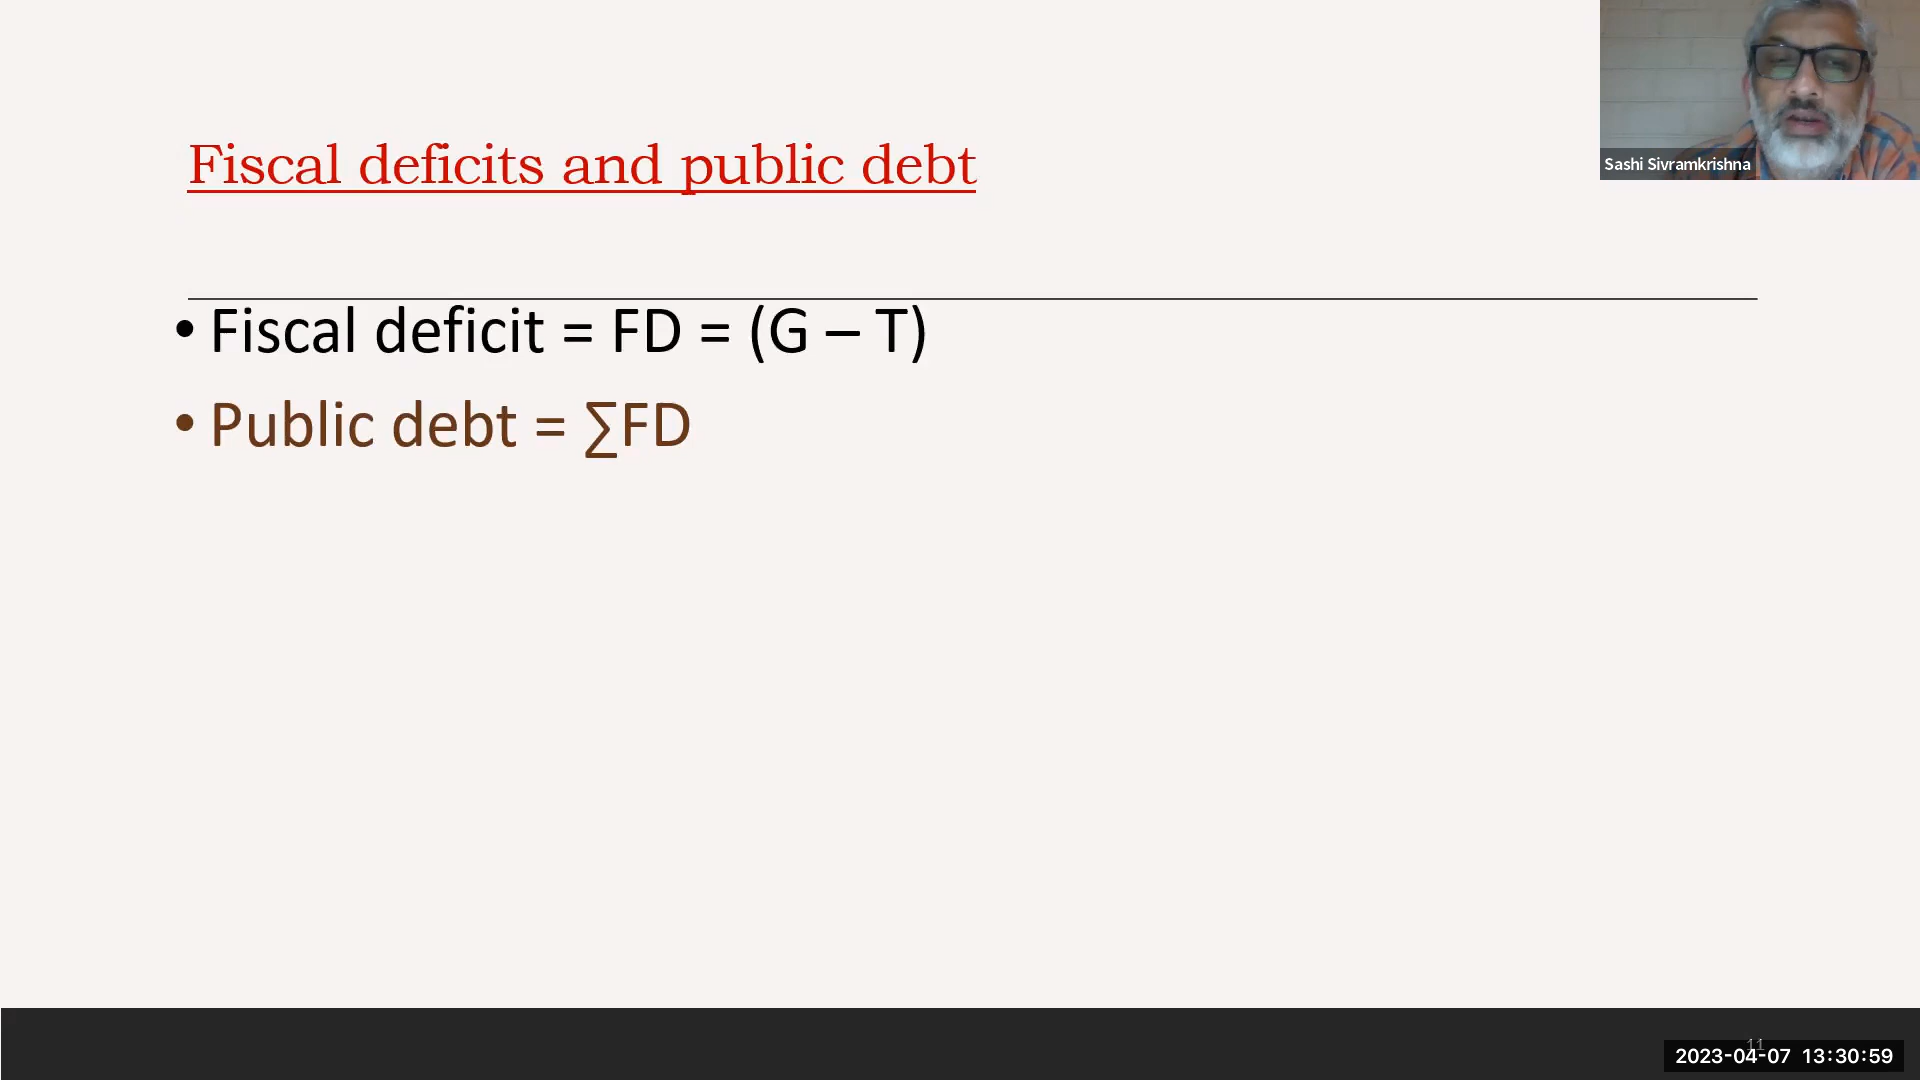 Fiscal deficits and public debt
Sashi Sivramkrishna
• Fiscal deficit = FD = (G – T)
• Public debt = ∑FD
11
2023-04-07 13:30:59